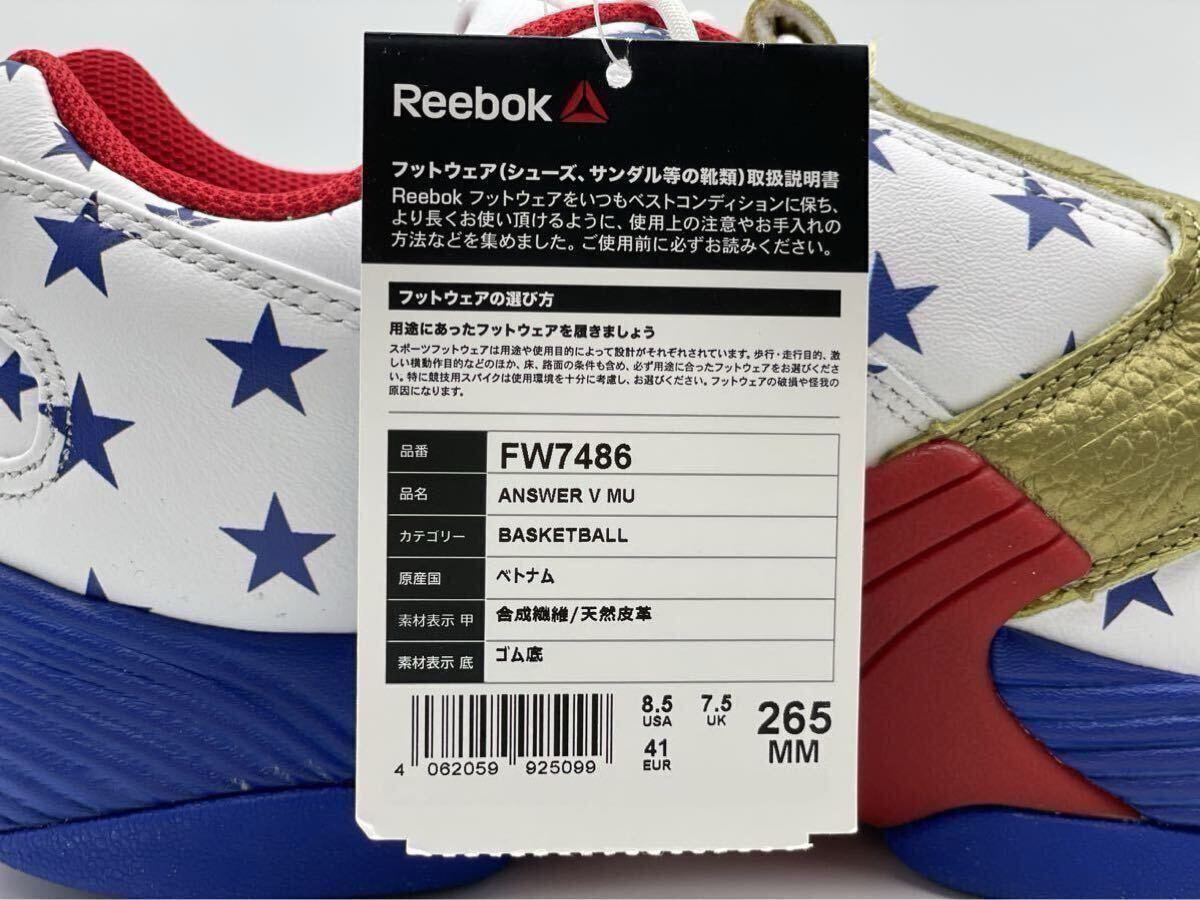 Reebok
フットウェア(シューズ、サンダル等の靴類)取扱説明書
Reebok フットウェアをいつもベストコンディションに保ち、
より長くお使い頂けるように、使用上の注意やお手入れの
方法などを集めました。ご使用前に必ずお読みください。
フットウェアの選び方
用途にあったフットウェアを履きましょう
スポーツフットウェアは用途や使用目的によって設計がそれぞれされています。歩行・走行目的、激
しい横動作目的などのほか、床、路面の条件も含め、必ず用途に合ったフットウェアをお選びくださ
い。特に競技用スパイクは使用環境を十分に考慮し、お選びください。フットウェアの破損や怪我の
原因になります。
品番 FW7486
品名 ANSWER V MU
カテゴリー BASKETBALL
原産国 ベトナム
素材表示 甲 合成繊維/天然皮革
素材表示 底 ゴム底
8.5 7.5 265
USA UK MM
41
EUR
4 062059 925099